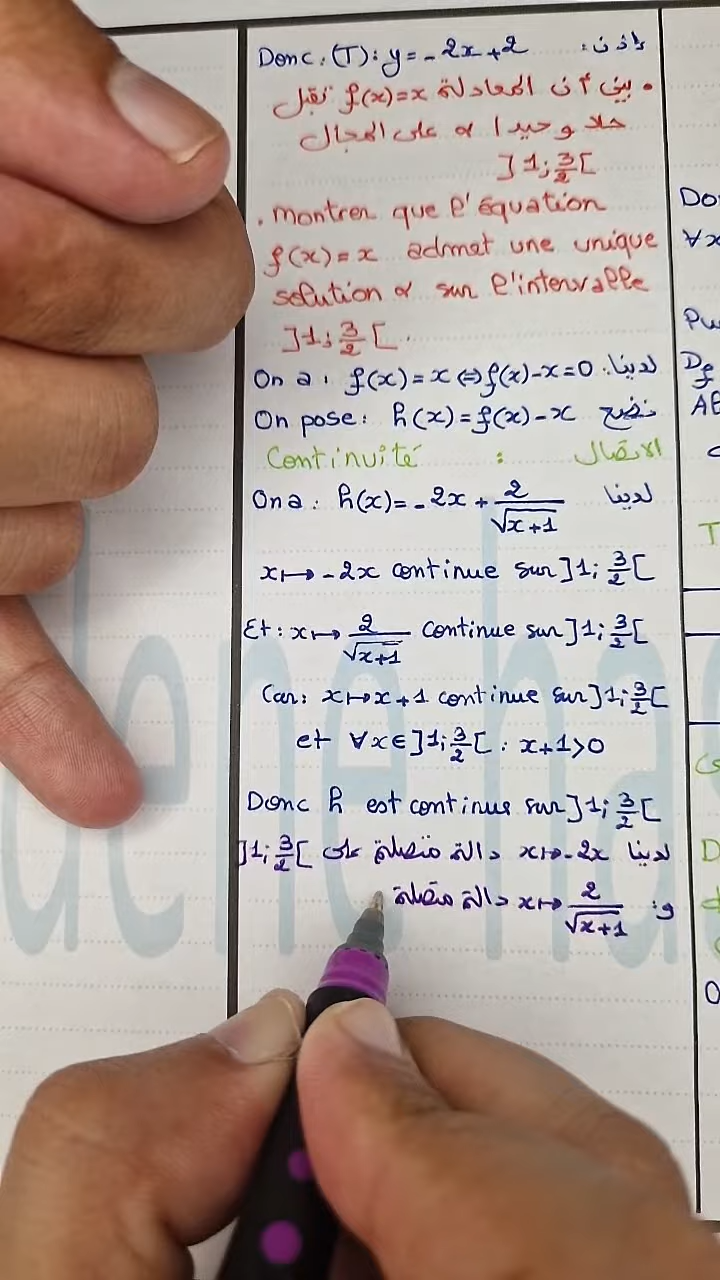 Donc. (T): y = -2x+2 إذن:
• بين أن المعادلة f(x)=x تقبل
حلا وحيدا α على المجال
]1; 3/2[
. montrer que l'équation
f(x)=x admet une unique
solution α sur l'intervalle
]1; 3/2[.
On a: f(x)=x ⇔ f(x)-x=0 لدينا:
On pose: h(x)=f(x)-x نضع
Continuité : الاتصال
On a: h(x)=-2x+2/√(x+1) لدينا
x↦-2x continue sur ]1; 3/2[
Et: x↦2/√(x+1) continue sur ]1; 3/2[
Car: x↦x+1 continue sur ]1; 3/2[
et ∀x∈]1; 3/2[ : x+1>0
Donc h est continue sur ]1; 3/2[
لدينا x↦-2x دالة متصلة على ]1; 3/2[
و: x↦2/√(x+1) دالة متصلة
Do
∀x
Pu
Df
T
D